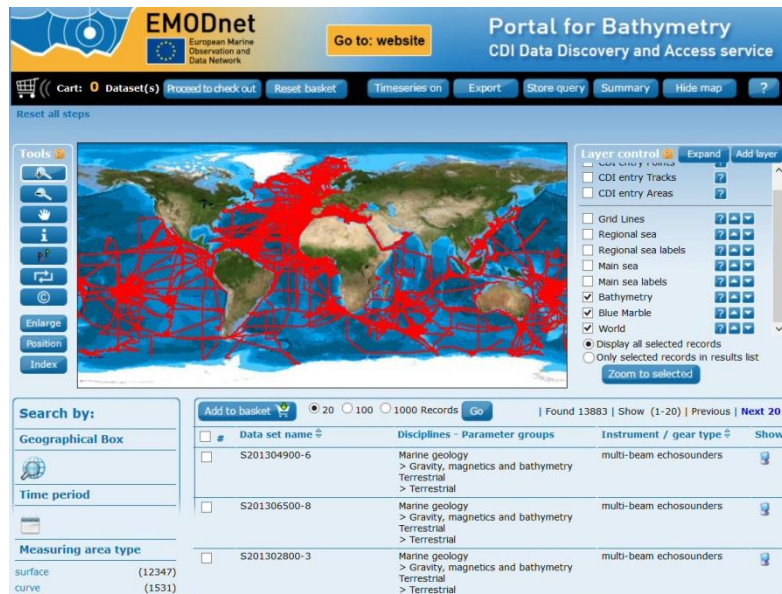 EMODnet
European Marine
Observation and
Data Network
Go to: website
Portal for Bathymetry
CDI Data Discovery and Access service
Cart: 0 Dataset(s) Proceed to check out Reset basket Timeseries on Export Store query Summary Hide map ?
Reset all steps
Tools
i
©
Enlarge
Position
Index
Layer control Expand Add layer
CDI entry Points
CDI entry Tracks ?
CDI entry Areas ?
Grid Lines ?
Regional sea ?
Regional sea labels ?
Main sea ?
Main sea labels ?
Bathymetry ?
Blue Marble ?
World ?
Display all selected records
Only selected records in results list
Zoom to selected
Search by:
Geographical Box
Time period
Measuring area type
surface (12347)
curve (1531)
Add to basket 20 100 1000 Records Go | Found 13883 | Show (1-20) | Previous | Next 20
# Data set name Disciplines - Parameter groups Instrument / gear type Show
S201304900-6 Marine geology multi-beam echosounders
> Gravity, magnetics and bathymetry
Terrestrial
> Terrestrial
S201306500-8 Marine geology multi-beam echosounders
> Gravity, magnetics and bathymetry
Terrestrial
> Terrestrial
S201302800-3 Marine geology multi-beam echosounders
> Gravity, magnetics and bathymetry
Terrestrial
> Terrestrial